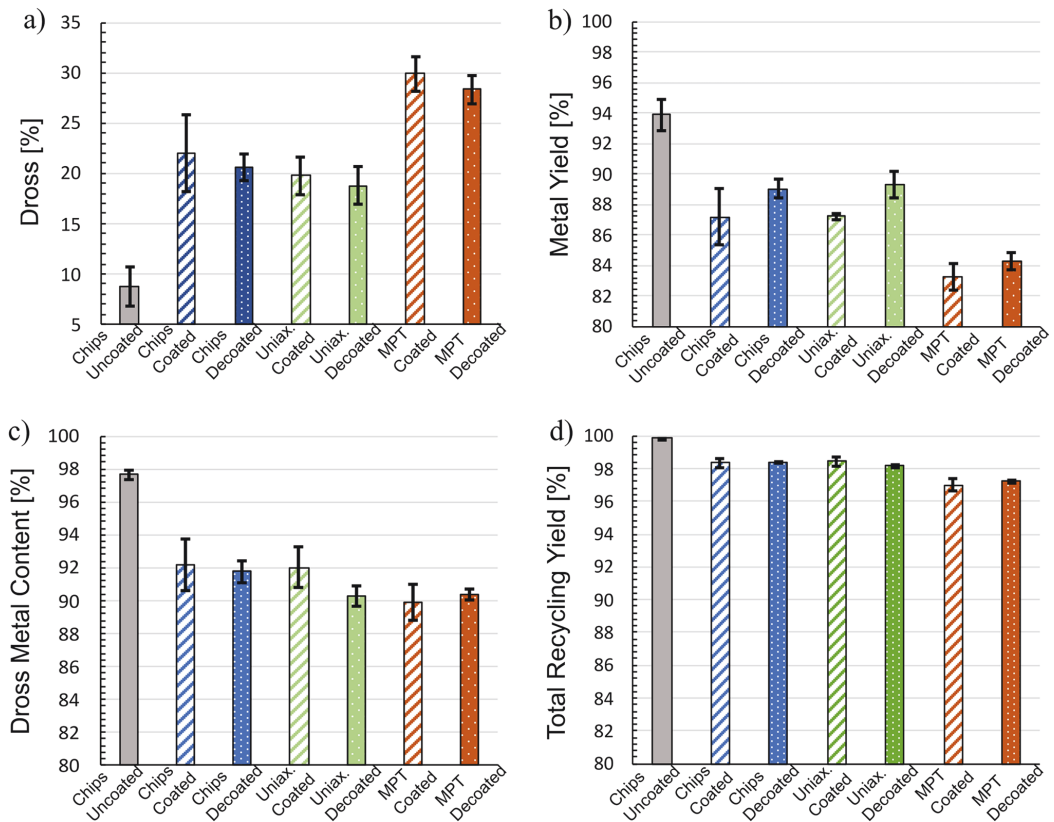 a)
Dross [%]
35
30
25
20
15
10
5
Chips
Uncoated
Chips
Coated
Chips
Decoated
Uniax.
Coated
Uniax.
Decoated
MPT
Coated
MPT
Decoated
b)
Metal Yield [%]
100
98
96
94
92
90
88
86
84
82
80
Chips
Uncoated
Chips
Coated
Chips
Decoated
Uniax.
Coated
Uniax.
Decoated
MPT
Coated
MPT
Decoated
c)
Dross Metal Content [%]
100
98
96
94
92
90
88
86
84
82
80
Chips
Uncoated
Chips
Coated
Chips
Decoated
Uniax.
Coated
Uniax.
Decoated
MPT
Coated
MPT
Decoated
d)
Total Recycling Yield [%]
100
98
96
94
92
90
88
86
84
82
80
Chips
Uncoated
Chips
Coated
Chips
Decoated
Uniax.
Coated
Uniax.
Decoated
MPT
Coated
MPT
Decoated